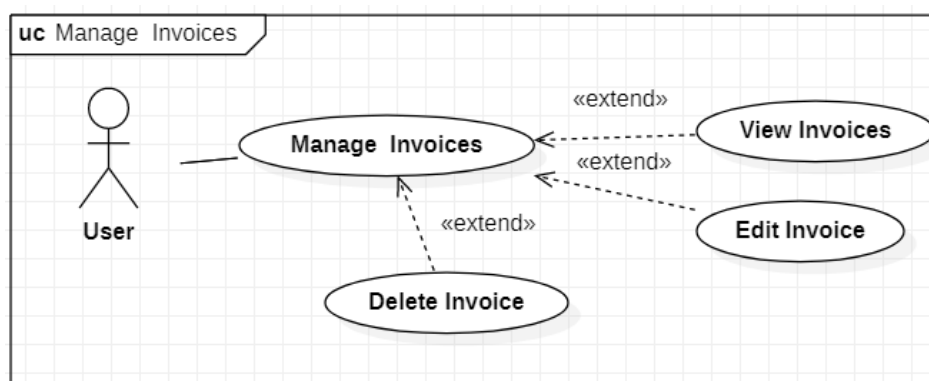 uc Manage Invoices
«extend»
View Invoices
Manage Invoices
«extend»
User
«extend»
Edit Invoice
Delete Invoice